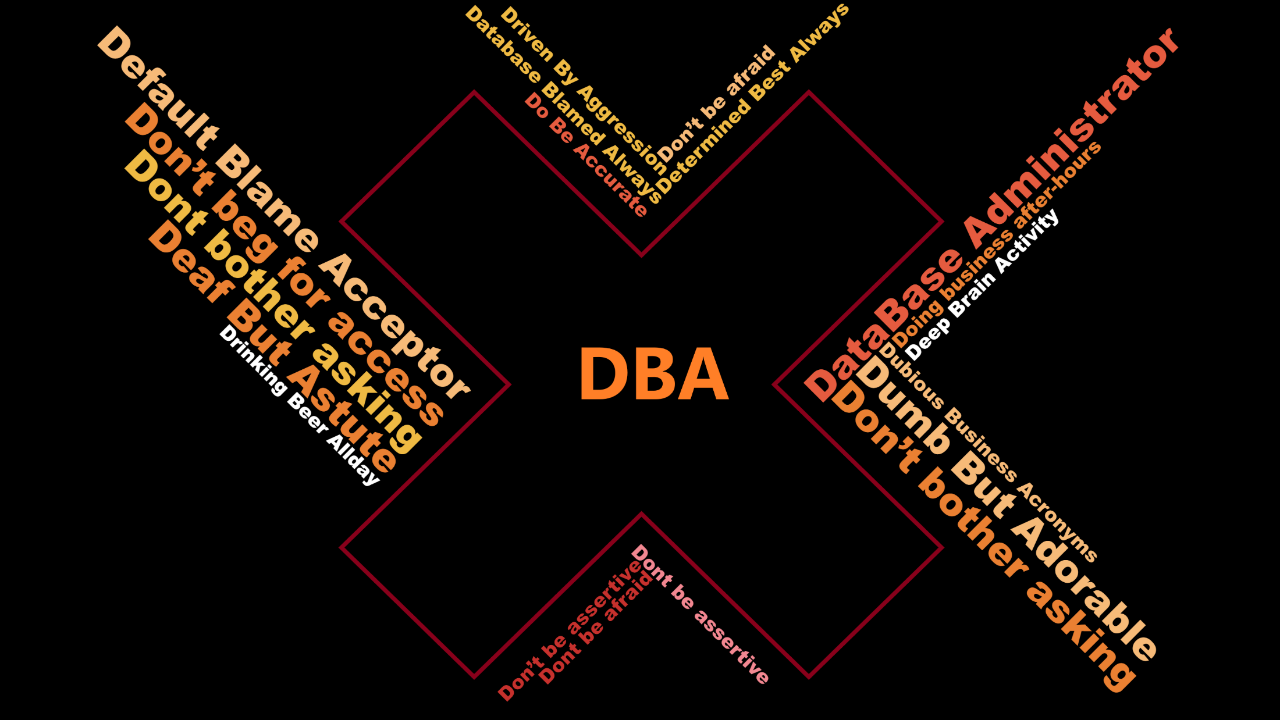 Default Blame Acceptor
Don't beg for access
Dont bother asking
Deaf But Astute
Drinking Beer Allday
Driven By Aggression
Database Blamed Always
Do Be Accurate
Don't be afraid
Determined Best Always
DBA
DataBase Administrator
Doing business after-hours
Deep Brain Activity
Dubious Business Acronyms
Dumb But Adorable
Don't bother asking
Don't be assertive
Dont be afraid
Dont be assertive